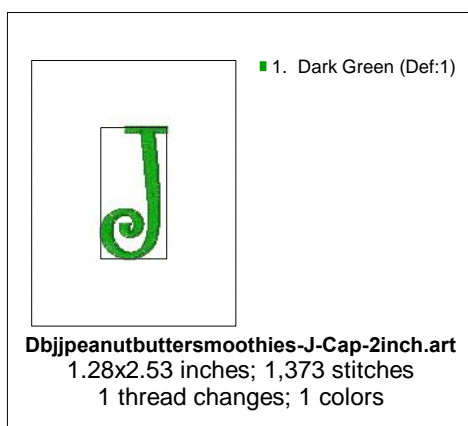 1. Dark Green (Def:1)
J
Dbjjpeanutbuttersmoothies-J-Cap-2inch.art
1.28x2.53 inches; 1,373 stitches
1 thread changes; 1 colors